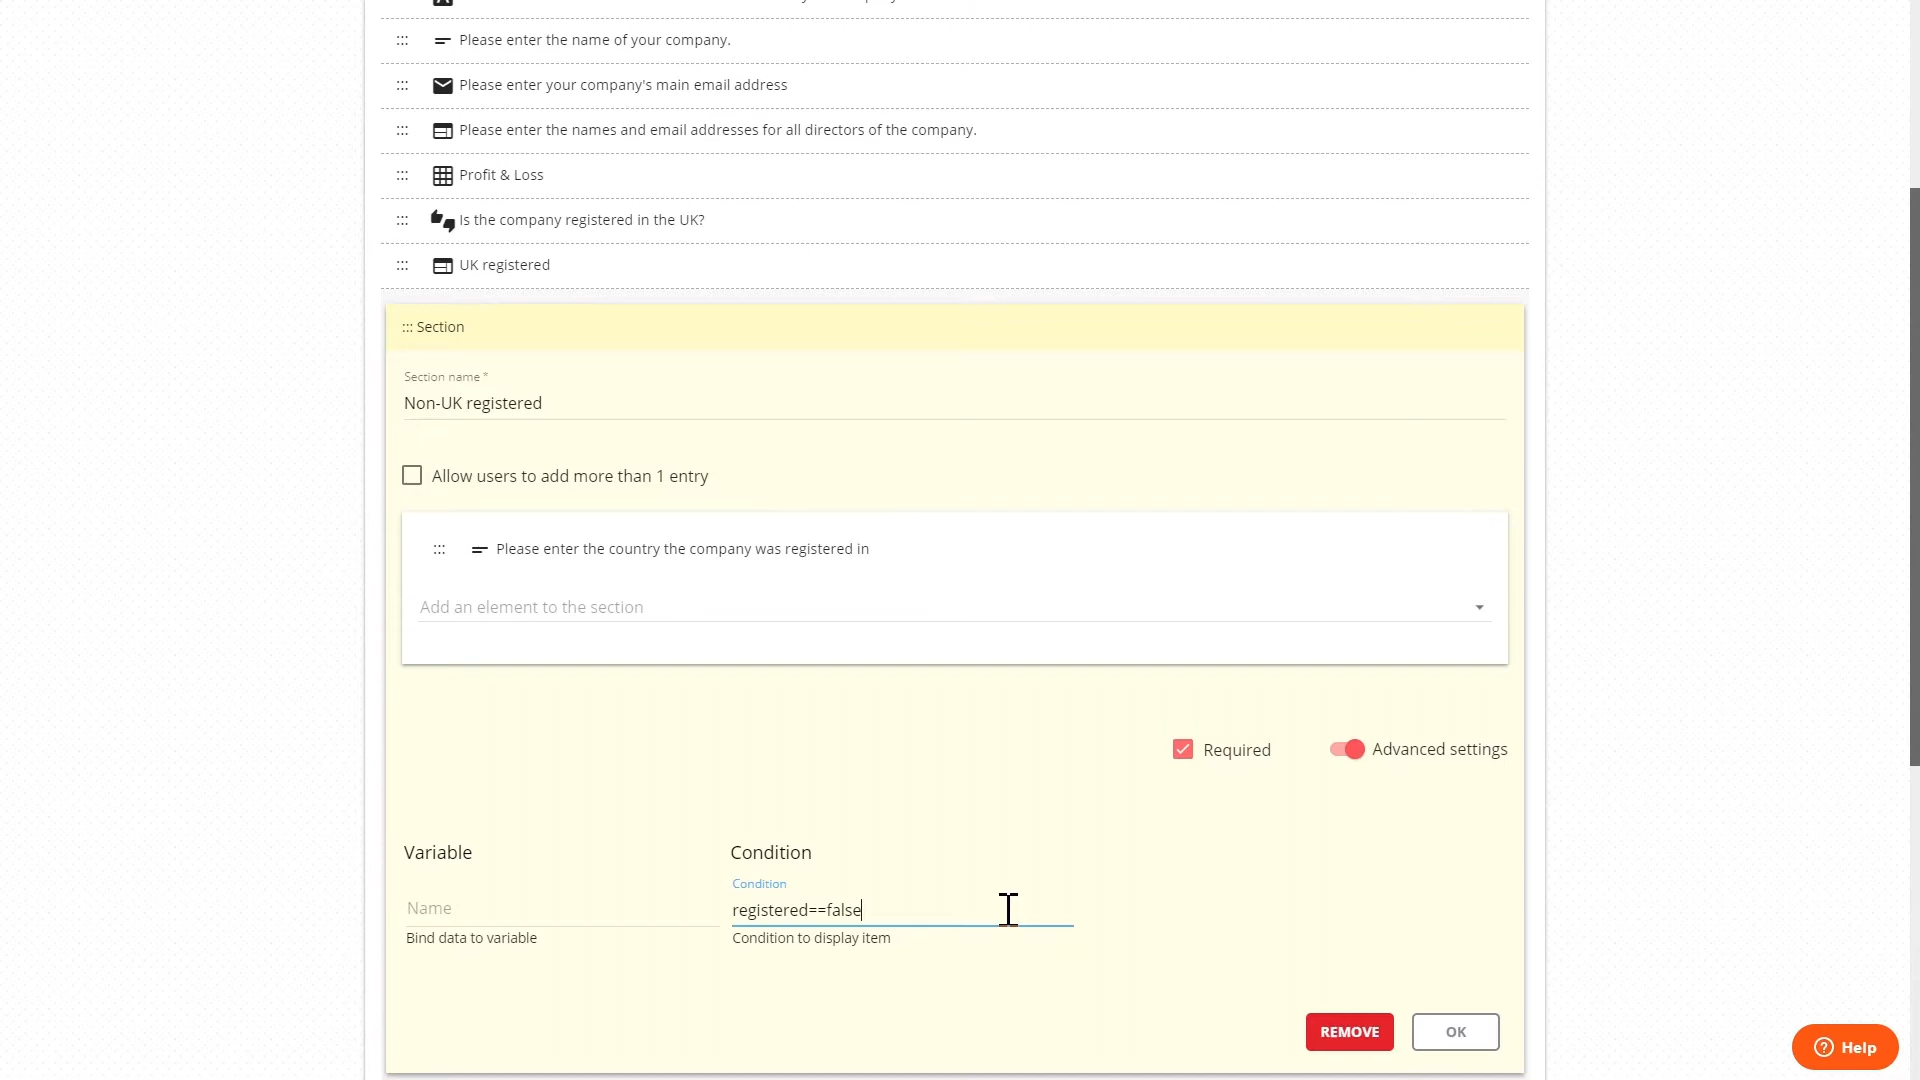 Please enter the name of your company.
Please enter your company's main email address
Please enter the names and email addresses for all directors of the company.
Profit & Loss
Is the company registered in the UK?
UK registered
::: Section
Section name *
Non-UK registered
Allow users to add more than 1 entry
Please enter the country the company was registered in
Add an element to the section
Required
Advanced settings
Variable
Condition
Condition
Name
registered==false
Bind data to variable
Condition to display item
REMOVE
OK
Help